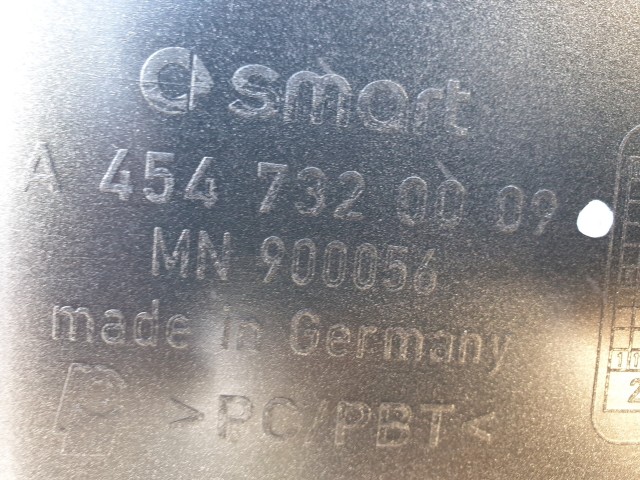 smart
A 454 732 00 09
MN 900056
made in Germany
>PC/PBT<